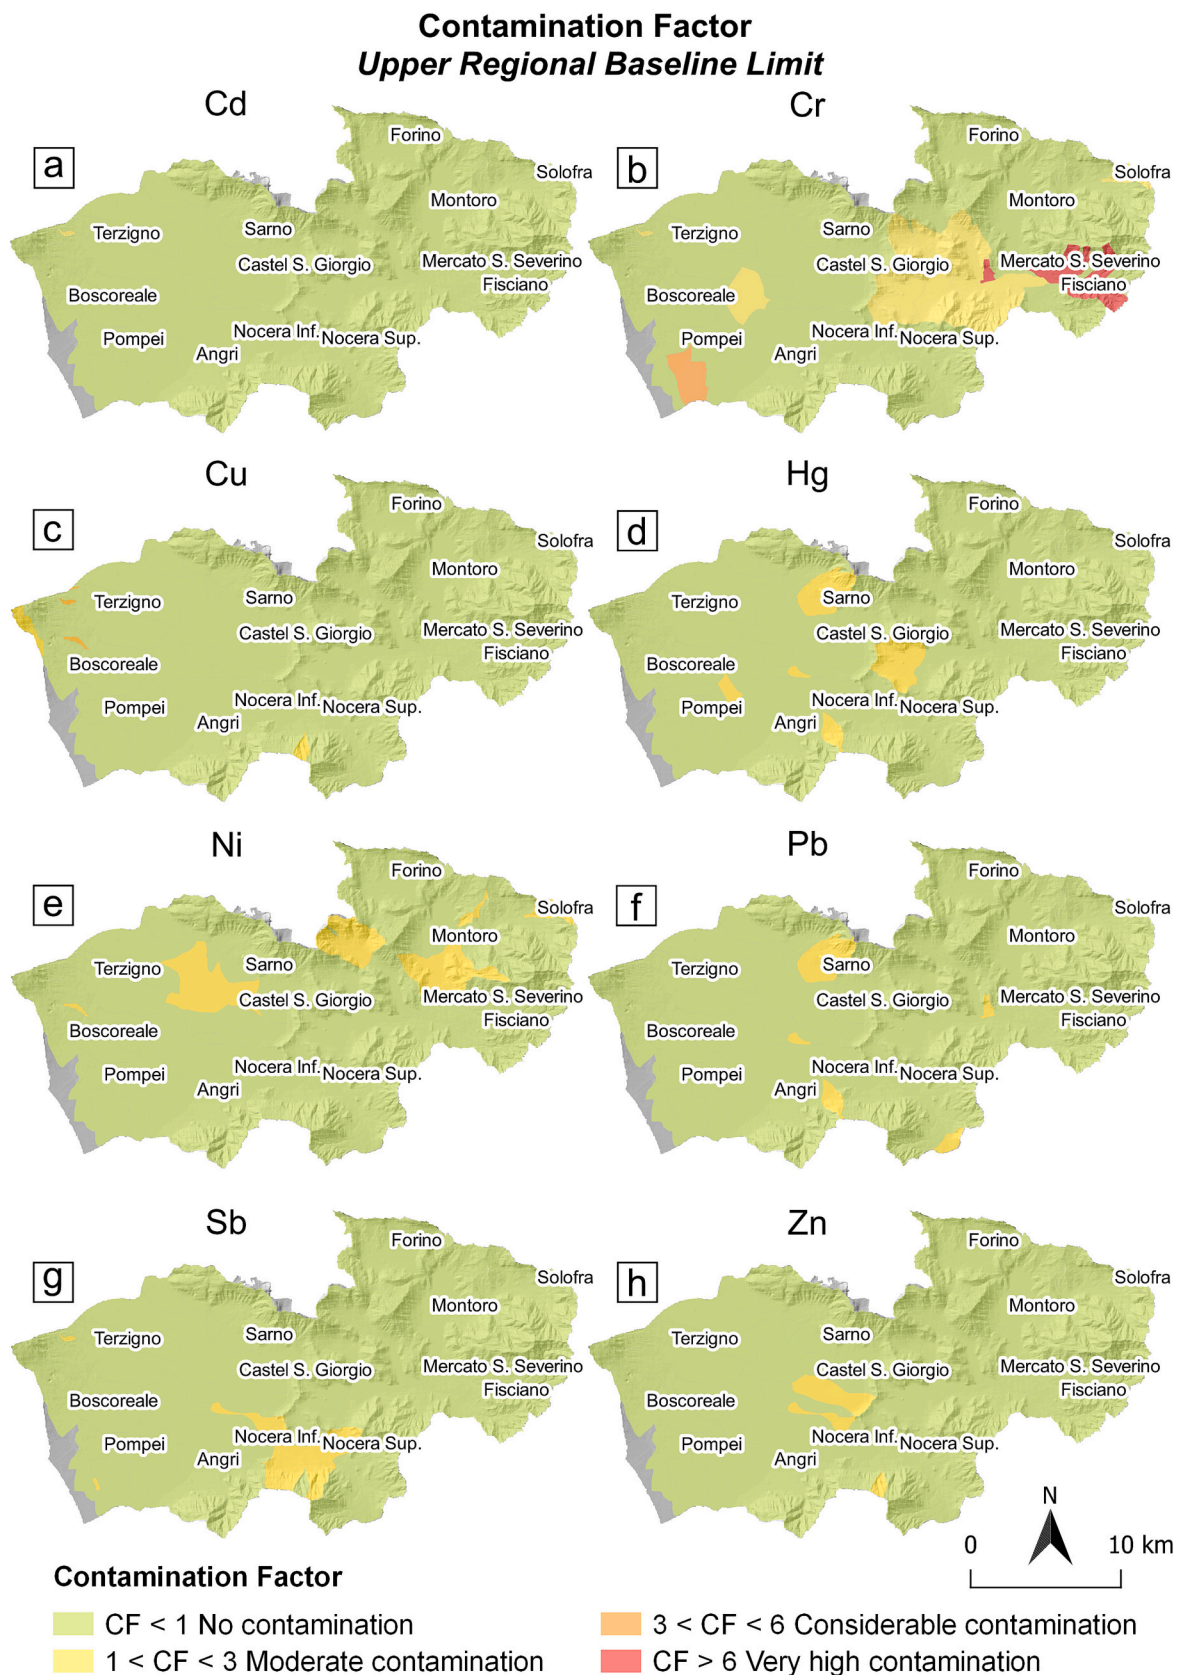 Contamination Factor
Upper Regional Baseline Limit
Cd
a
Forino
Solofra
Montoro
Terzigno
Sarno
Castel S. Giorgio
Mercato S. Severino
Fisciano
Boscoreale
Nocera Inf.
Nocera Sup.
Pompei
Angri
Cr
b
Forino
Solofra
Montoro
Terzigno
Sarno
Castel S. Giorgio
Mercato S. Severino
Fisciano
Boscoreale
Nocera Inf.
Nocera Sup.
Pompei
Angri
Cu
c
Forino
Solofra
Montoro
Terzigno
Sarno
Castel S. Giorgio
Mercato S. Severino
Fisciano
Boscoreale
Nocera Inf.
Nocera Sup.
Pompei
Angri
Hg
d
Forino
Solofra
Montoro
Terzigno
Sarno
Castel S. Giorgio
Mercato S. Severino
Fisciano
Boscoreale
Nocera Inf.
Nocera Sup.
Pompei
Angri
Ni
e
Forino
Solofra
Montoro
Terzigno
Sarno
Castel S. Giorgio
Mercato S. Severino
Fisciano
Boscoreale
Nocera Inf.
Nocera Sup.
Pompei
Angri
Pb
f
Forino
Solofra
Montoro
Terzigno
Sarno
Castel S. Giorgio
Mercato S. Severino
Fisciano
Boscoreale
Nocera Inf.
Nocera Sup.
Pompei
Angri
Sb
g
Forino
Solofra
Montoro
Terzigno
Sarno
Castel S. Giorgio
Mercato S. Severino
Fisciano
Boscoreale
Nocera Inf.
Nocera Sup.
Pompei
Angri
Zn
h
Forino
Solofra
Montoro
Terzigno
Sarno
Castel S. Giorgio
Mercato S. Severino
Fisciano
Boscoreale
Nocera Inf.
Nocera Sup.
Pompei
Angri
N
0 10 km
Contamination Factor
CF < 1 No contamination
1 < CF < 3 Moderate contamination
3 < CF < 6 Considerable contamination
CF > 6 Very high contamination